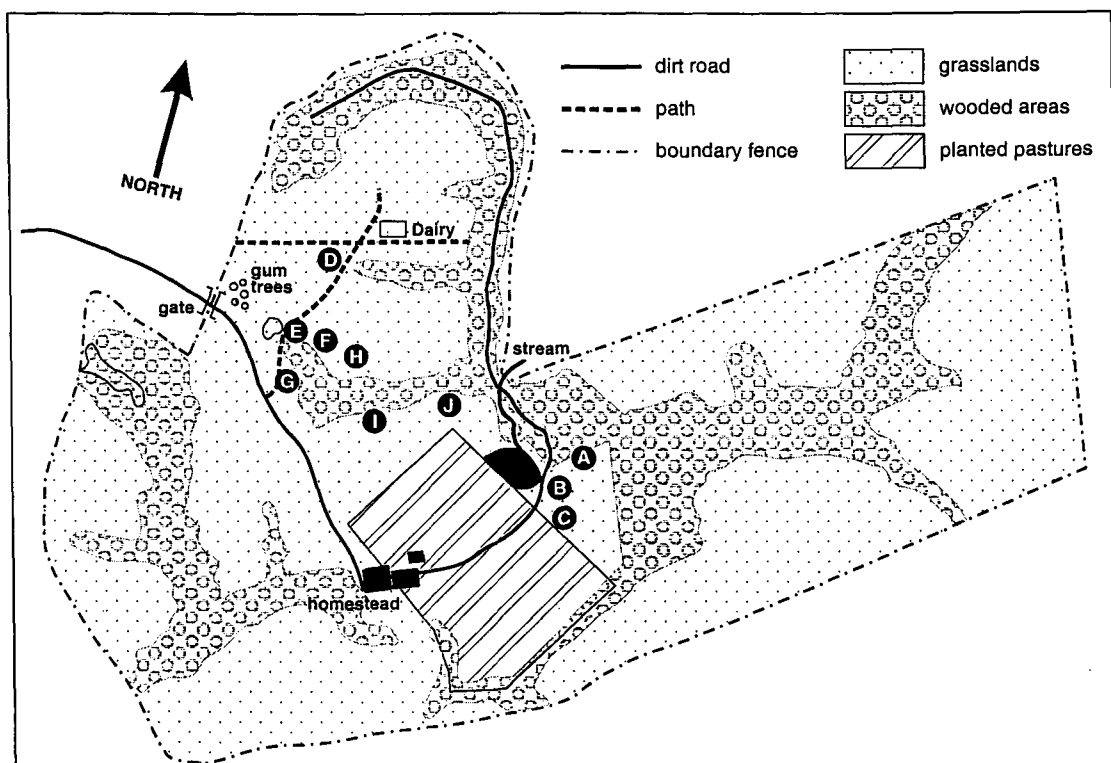 dirt road
path
boundary fence
grasslands
wooded areas
planted pastures
NORTH
Dairy
D
gum
trees
gate
E
F
H
stream
G
J
I
A
B
C
homestead